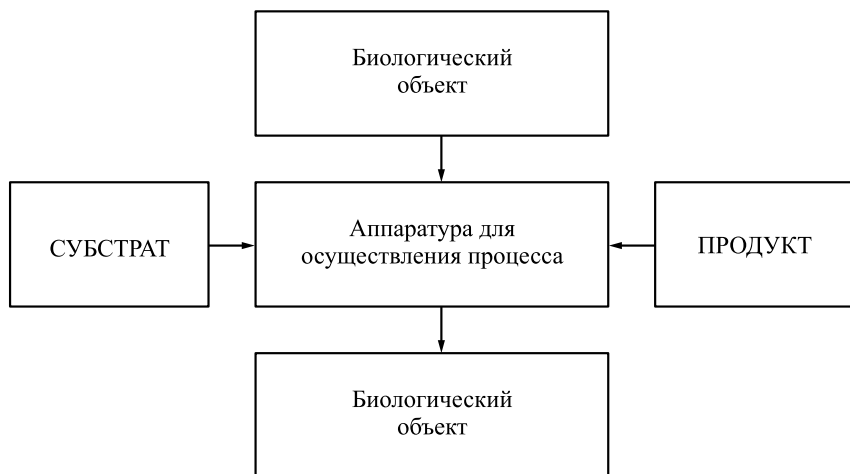 Биологический
объект
СУБСТРАТ
Аппаратура для
осуществления процесса
ПРОДУКТ
Биологический
объект